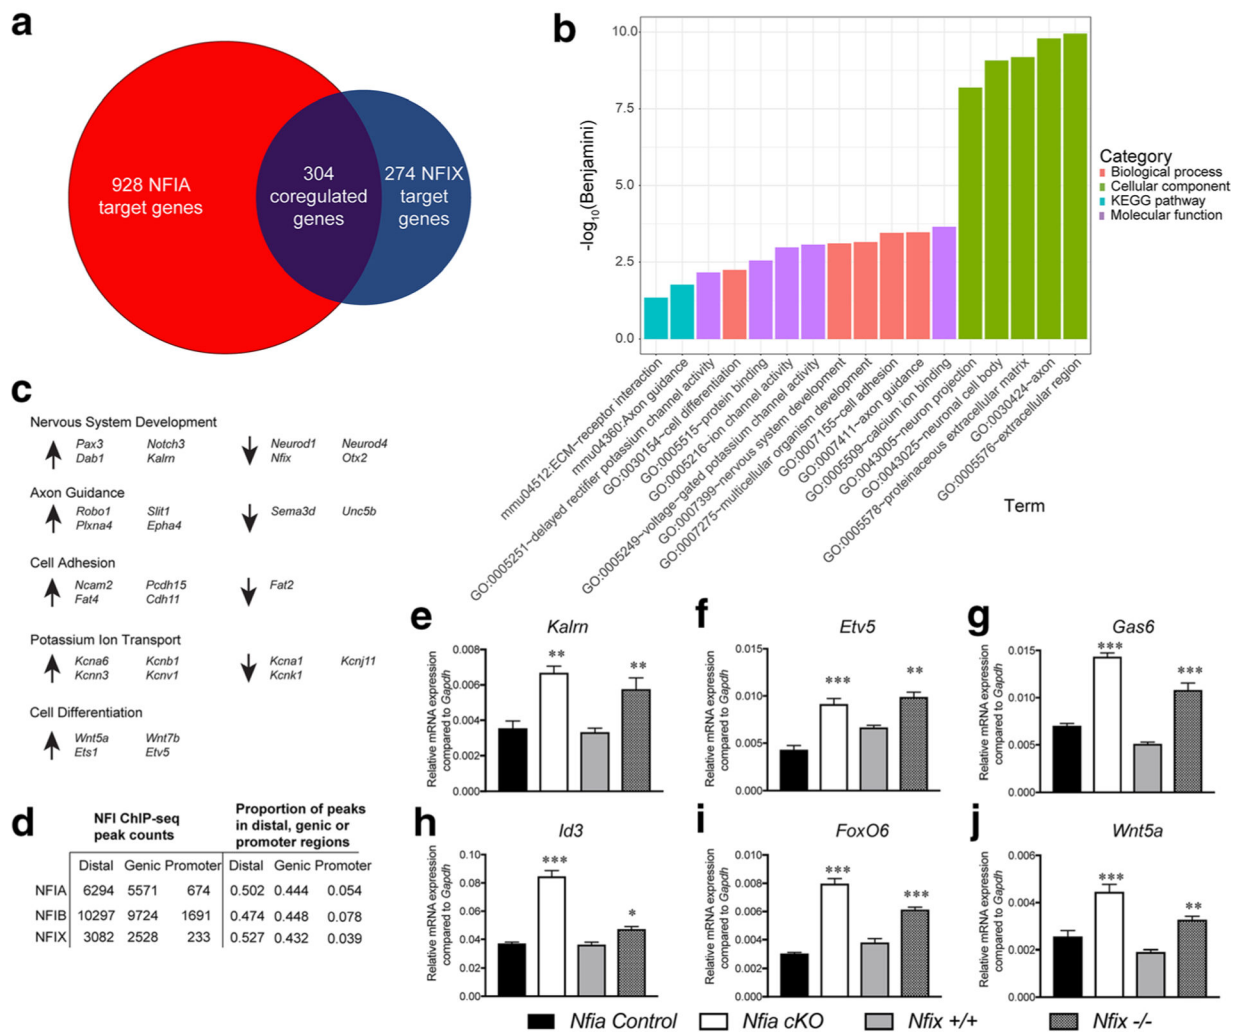 a
928 NFIA
target genes
304
coregulated
genes
274 NFIX
target
genes
b
-log10(Benjamini)
10.0
7.5
5.0
2.5
0.0
Category
Biological process
Cellular component
KEGG pathway
Molecular function
mmu04512:ECM~receptor interaction
mmu04360:Axon guidance
GO:0005251~delayed rectifier potassium channel activity
GO:0030154~cell differentiation
GO:0005515~protein binding
GO:0005216~ion channel activity
GO:0005249~voltage~gated potassium channel activity
GO:0007399~nervous system development
GO:0007275~multicellular organism development
GO:0007155~cell adhesion
GO:0007411~axon guidance
GO:0005509~calcium ion binding
GO:0043005~neuron projection
GO:0043025~neuronal cell body
GO:0005578~proteinaceous extracellular matrix
GO:0030424~axon
GO:0005576~extracellular region
Term
c
Nervous System Development
Pax3 Notch3 Neurod1 Neurod4
Dab1 Kalrn Nfix Otx2
Axon Guidance
Robo1 Slit1 Sema3d Unc5b
Plxna4 Epha4
Cell Adhesion
Ncam2 Pcdh15 Fat2
Fat4 Cdh11
Potassium Ion Transport
Kcna6 Kcnb1 Kcna1 Kcnj11
Kcnn3 Kcnv1 Kcnk1
Cell Differentiation
Wnt5a Wnt7b
Ets1 Etv5
d
NFI ChIP-seq
peak counts
Proportion of peaks
in distal, genic or
promoter regions
Distal Genic Promoter Distal Genic Promoter
NFIA 6294 5571 674 0.502 0.444 0.054
NFIB 10297 9724 1691 0.474 0.448 0.078
NFIX 3082 2528 233 0.527 0.432 0.039
e
Kalrn
Relative mRNA expression
compared to Gapdh
0.008
0.006
0.004
0.002
0.000
**
**
f
Etv5
Relative mRNA expression
compared to Gapdh
0.015
0.010
0.005
0.000
***
**
g
Gas6
Relative mRNA expression
compared to Gapdh
0.015
0.010
0.005
0.000
***
***
h
Id3
Relative mRNA expression
compared to Gapdh
0.10
0.08
0.06
0.04
0.02
0.00
***
*
i
FoxO6
Relative mRNA expression
compared to Gapdh
0.010
0.008
0.006
0.004
0.002
0.000
***
***
j
Wnt5a
Relative mRNA expression
compared to Gapdh
0.006
0.004
0.002
0.000
***
**
Nfia Control Nfia cKO Nfix +/+ Nfix -/-